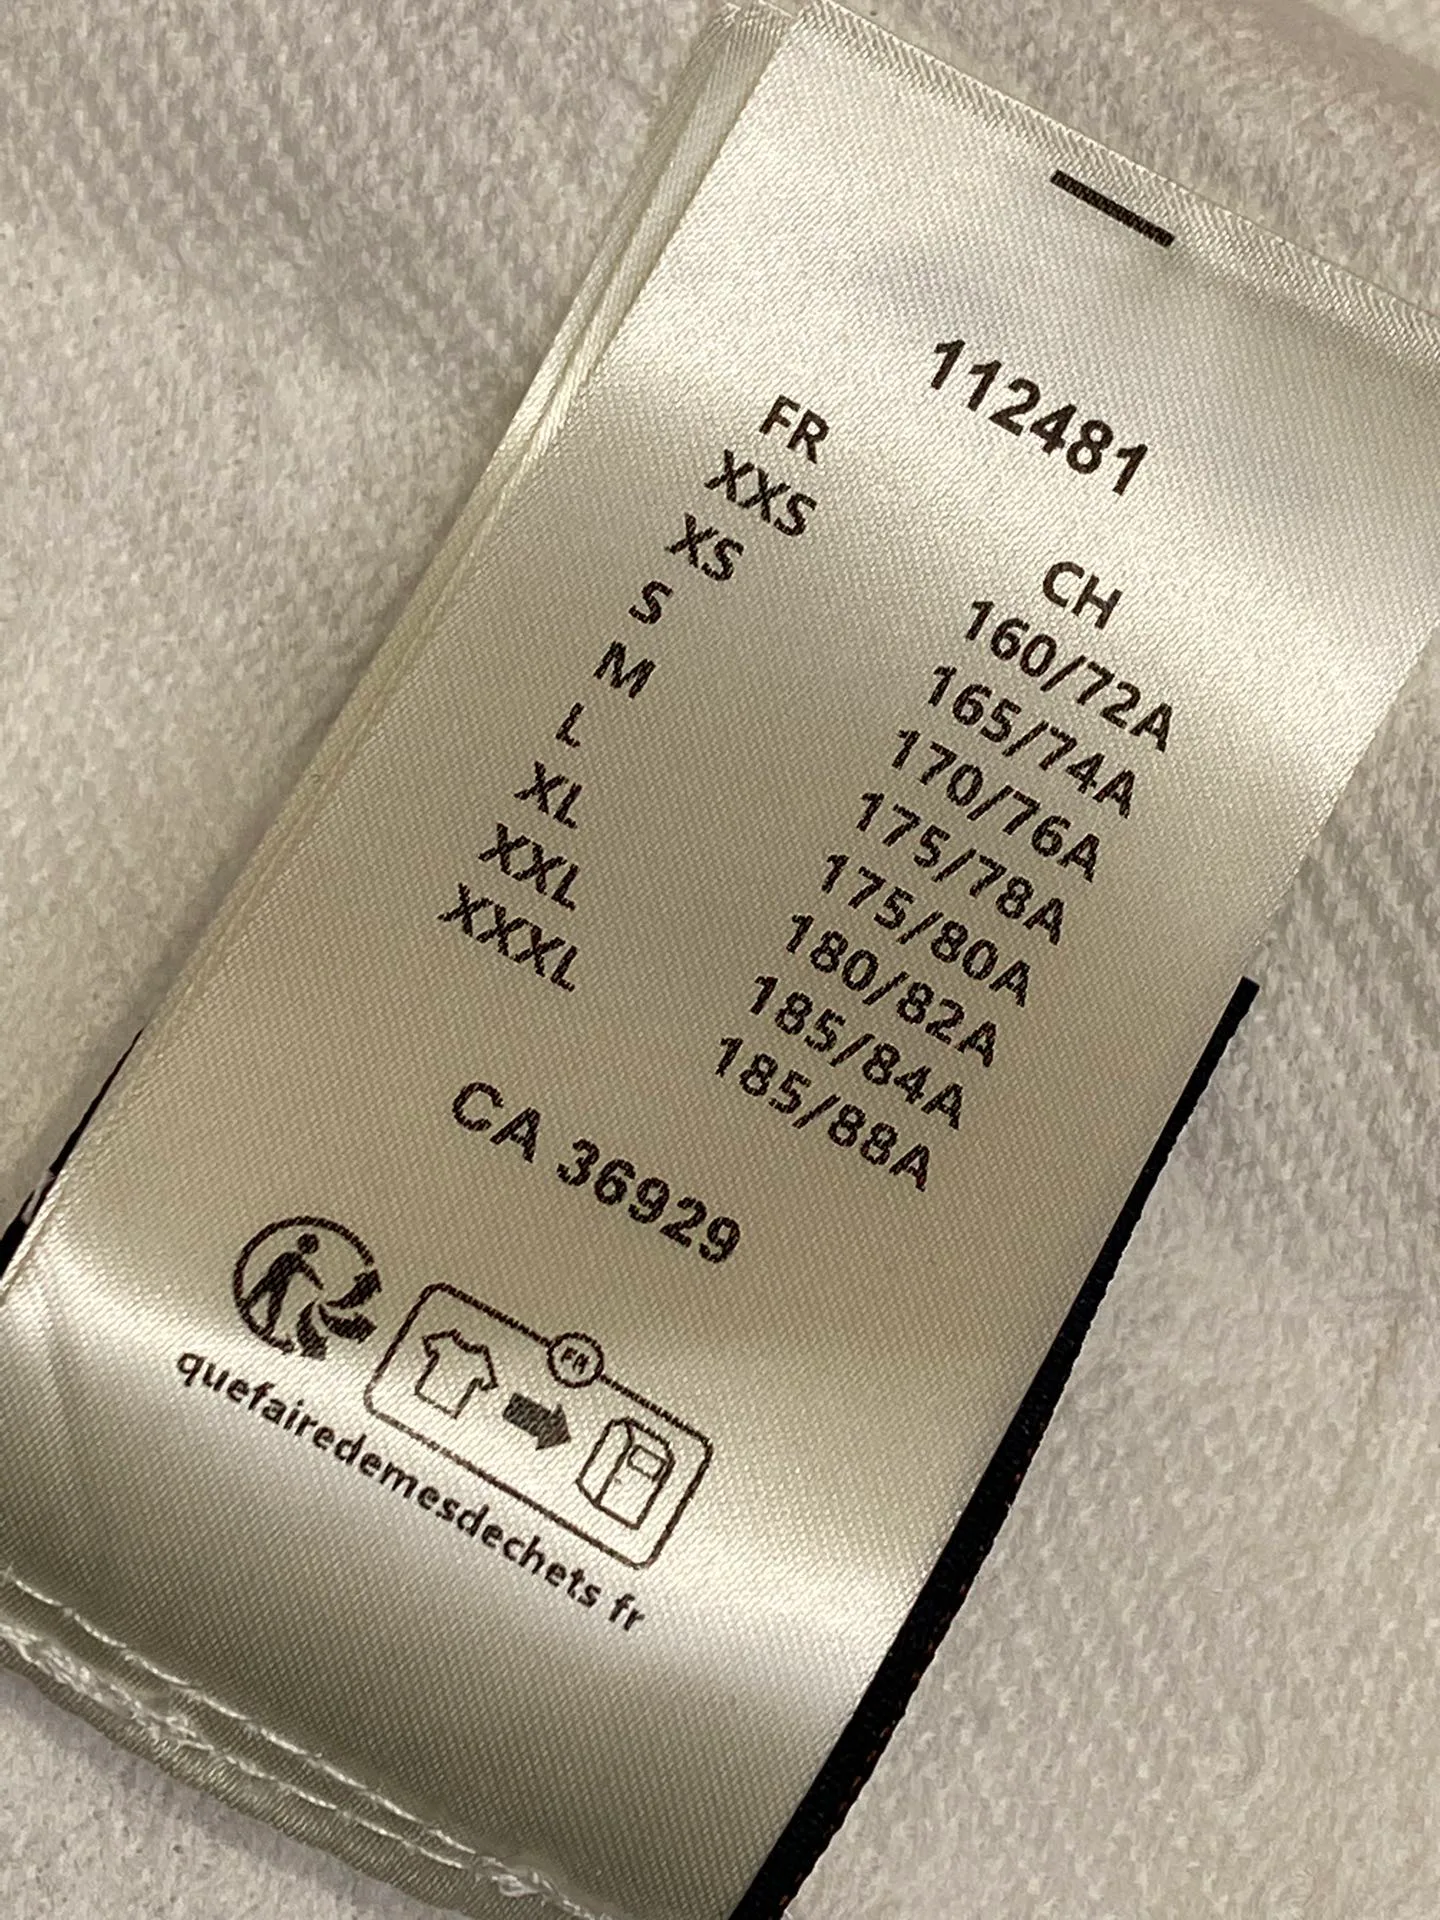 112481
FR CH
XXS 160/72A
XS 165/74A
S 170/76A
M 175/78A
L 175/80A
XL 180/82A
XXL 185/84A
XXXL 185/88A
CA 36929
FR
quefairedemesdechets fr